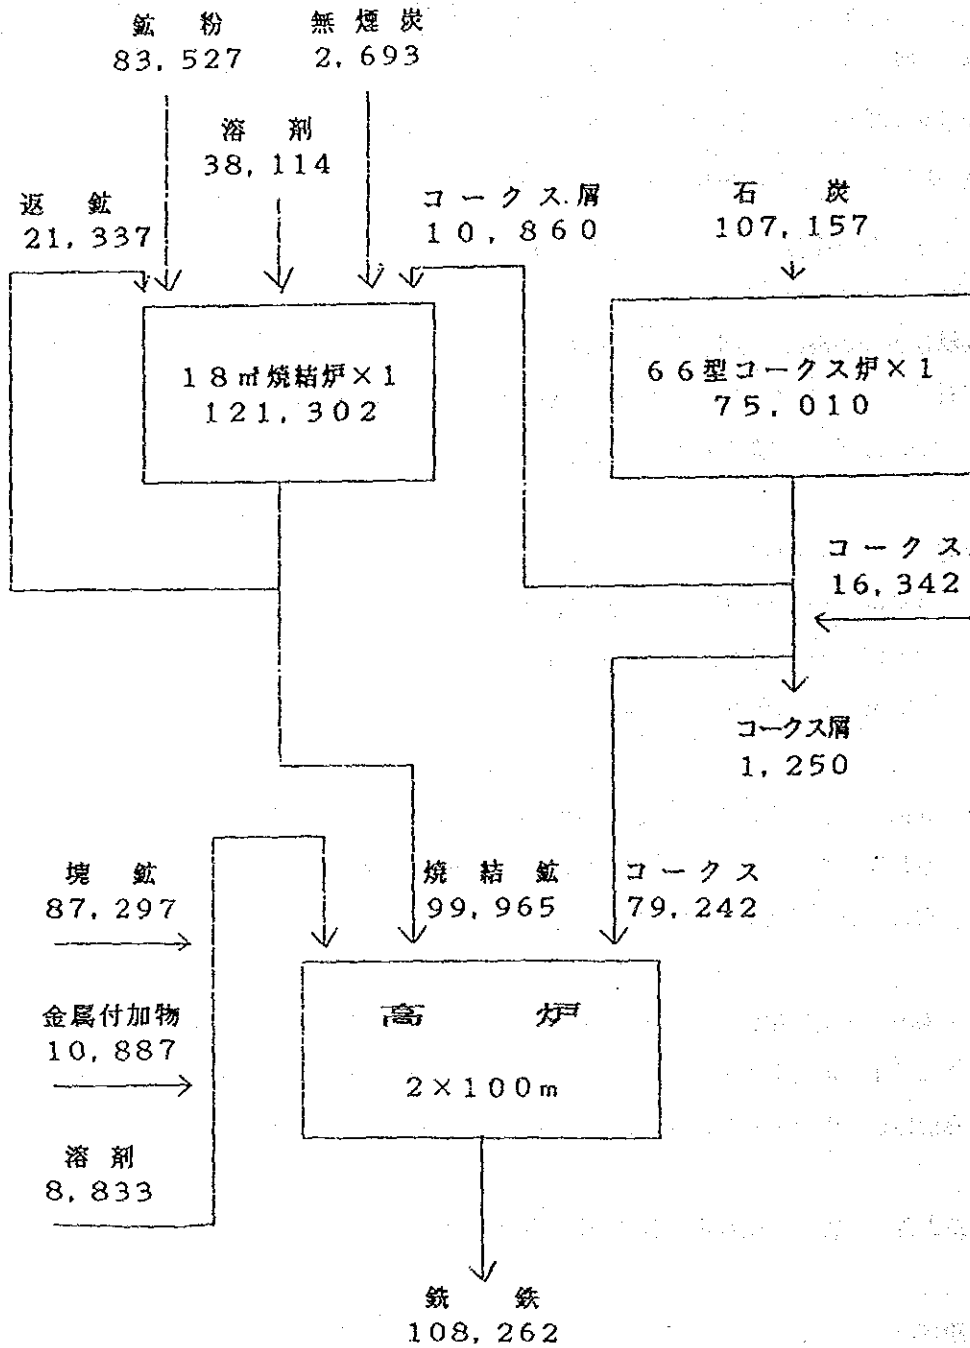 鉱 粉
83,527
無 煙 炭
2,693
溶 剤
38,114
返 鉱
21,337
コークス屑
10,860
石 炭
107,157
18㎡焼結炉×1
121,302
66型コークス炉×1
75,010
コークス
16,342
コークス屑
1,250
塊 鉱
87,297
焼 結 鉱
99,965
コークス
79,242
金属付加物
10,887
高 炉
2×100m
溶 剤
8,833
銑 鉄
108,262